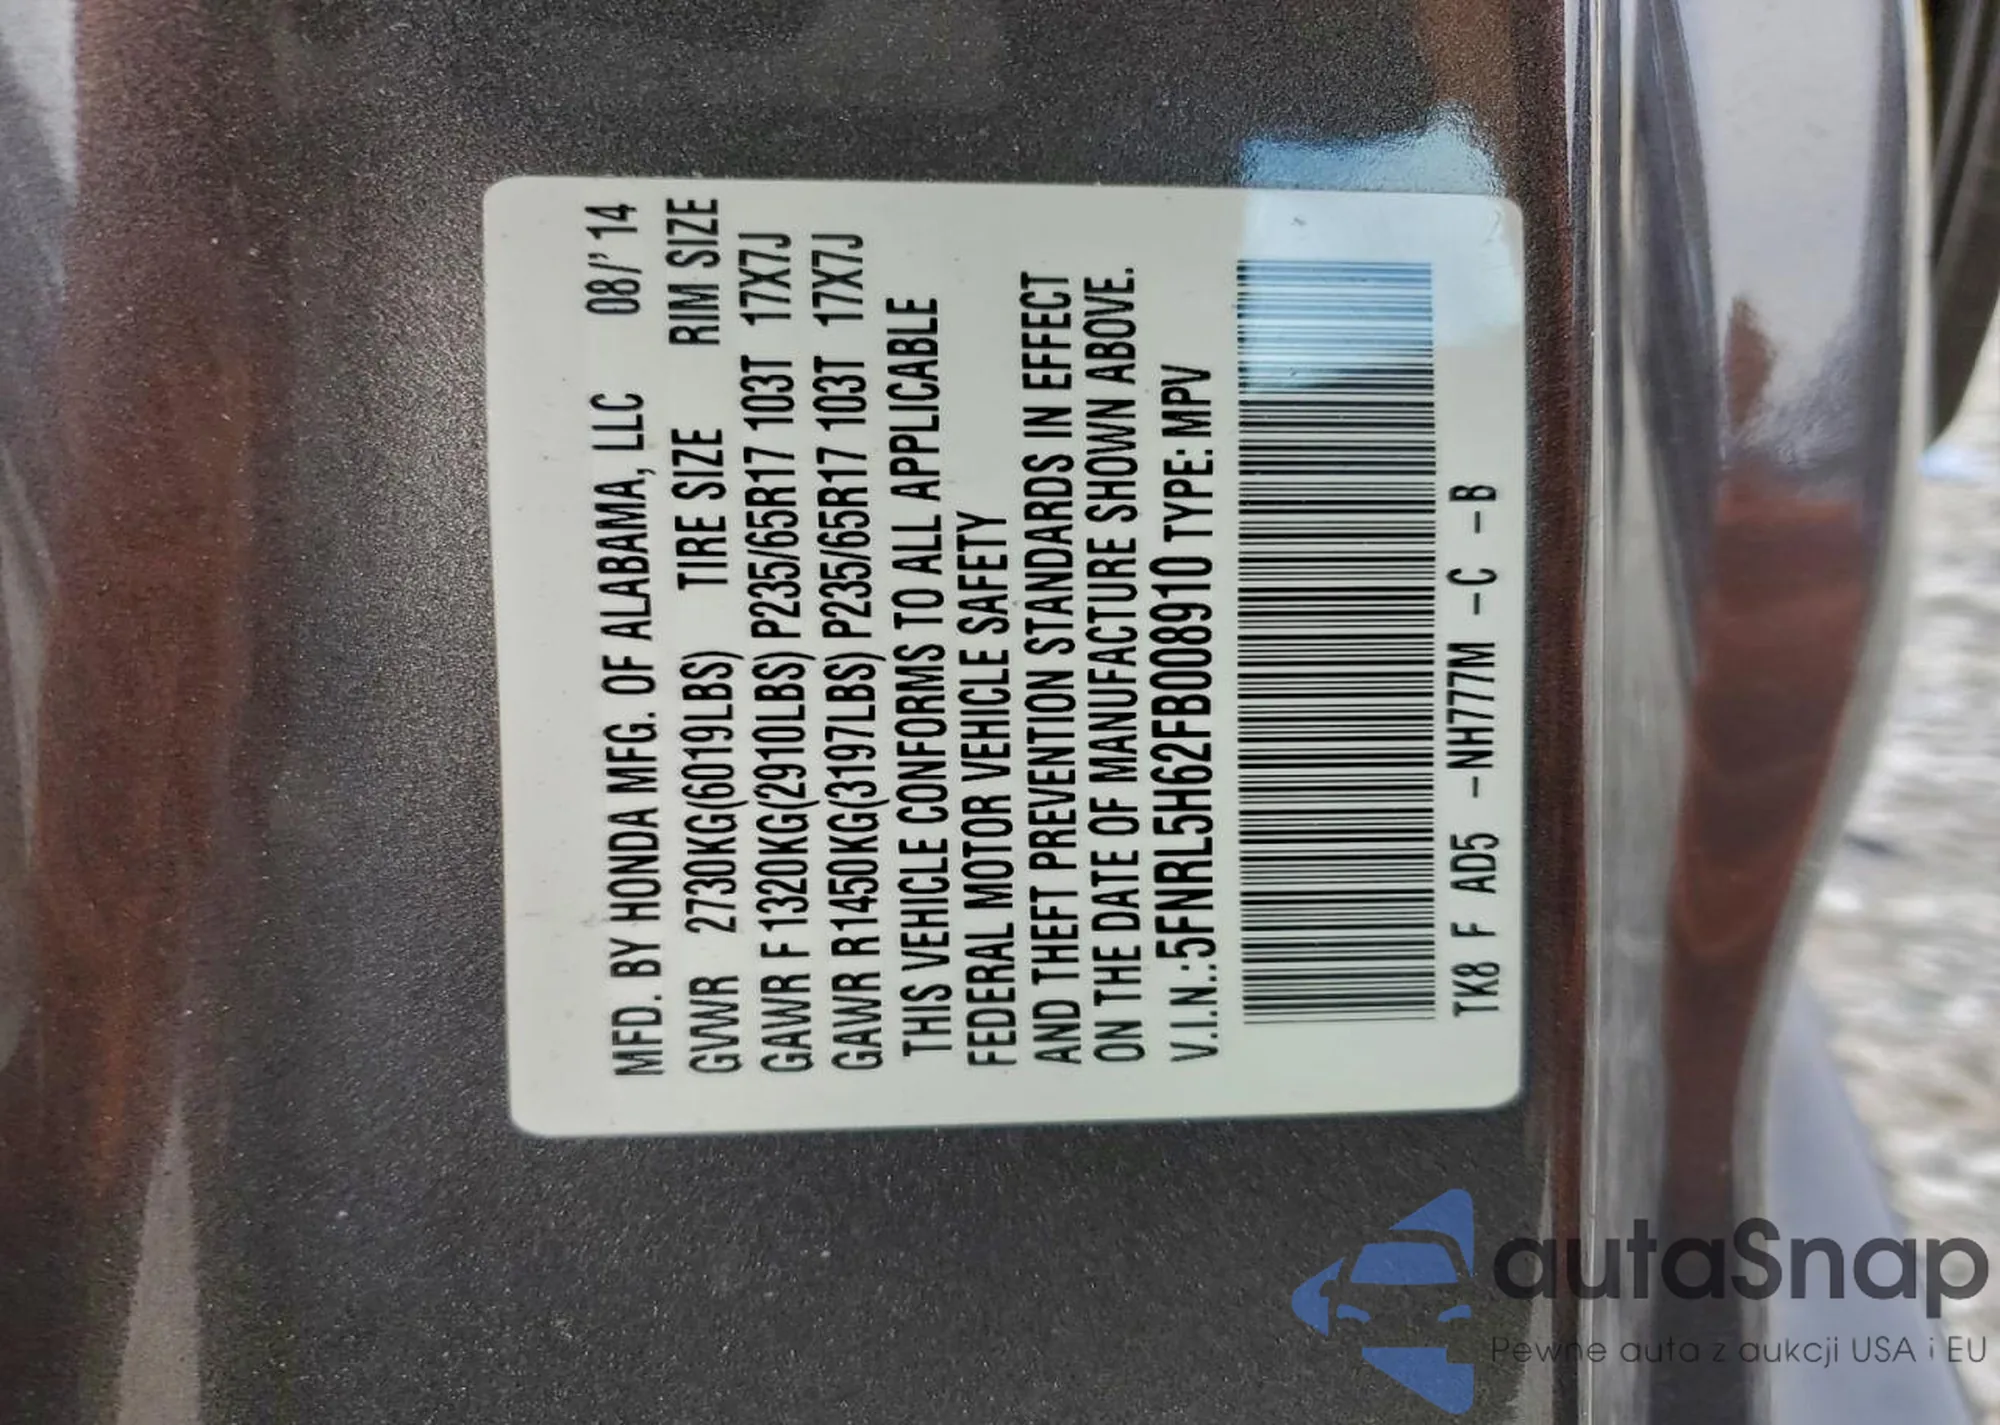 MFD. BY HONDA MFG. OF ALABAMA, LLC 08/'14
GVWR 2730KG(6019LBS) TIRE SIZE RIM SIZE
GAWR F 1320KG(2910LBS) P235/65R17 103T 17X7J
GAWR R1450KG(3197LBS) P235/65R17 103T 17X7J
THIS VEHICLE CONFORMS TO ALL APPLICABLE
FEDERAL MOTOR VEHICLE SAFETY
AND THEFT PREVENTION STANDARDS IN EFFECT
ON THE DATE OF MANUFACTURE SHOWN ABOVE.
V.I.N.:5FNRL5H62FB008910 TYPE: MPV
TK8 F AD5 -NH777M -C -B
autaSnap
Pewne auta z aukcji USA i EU